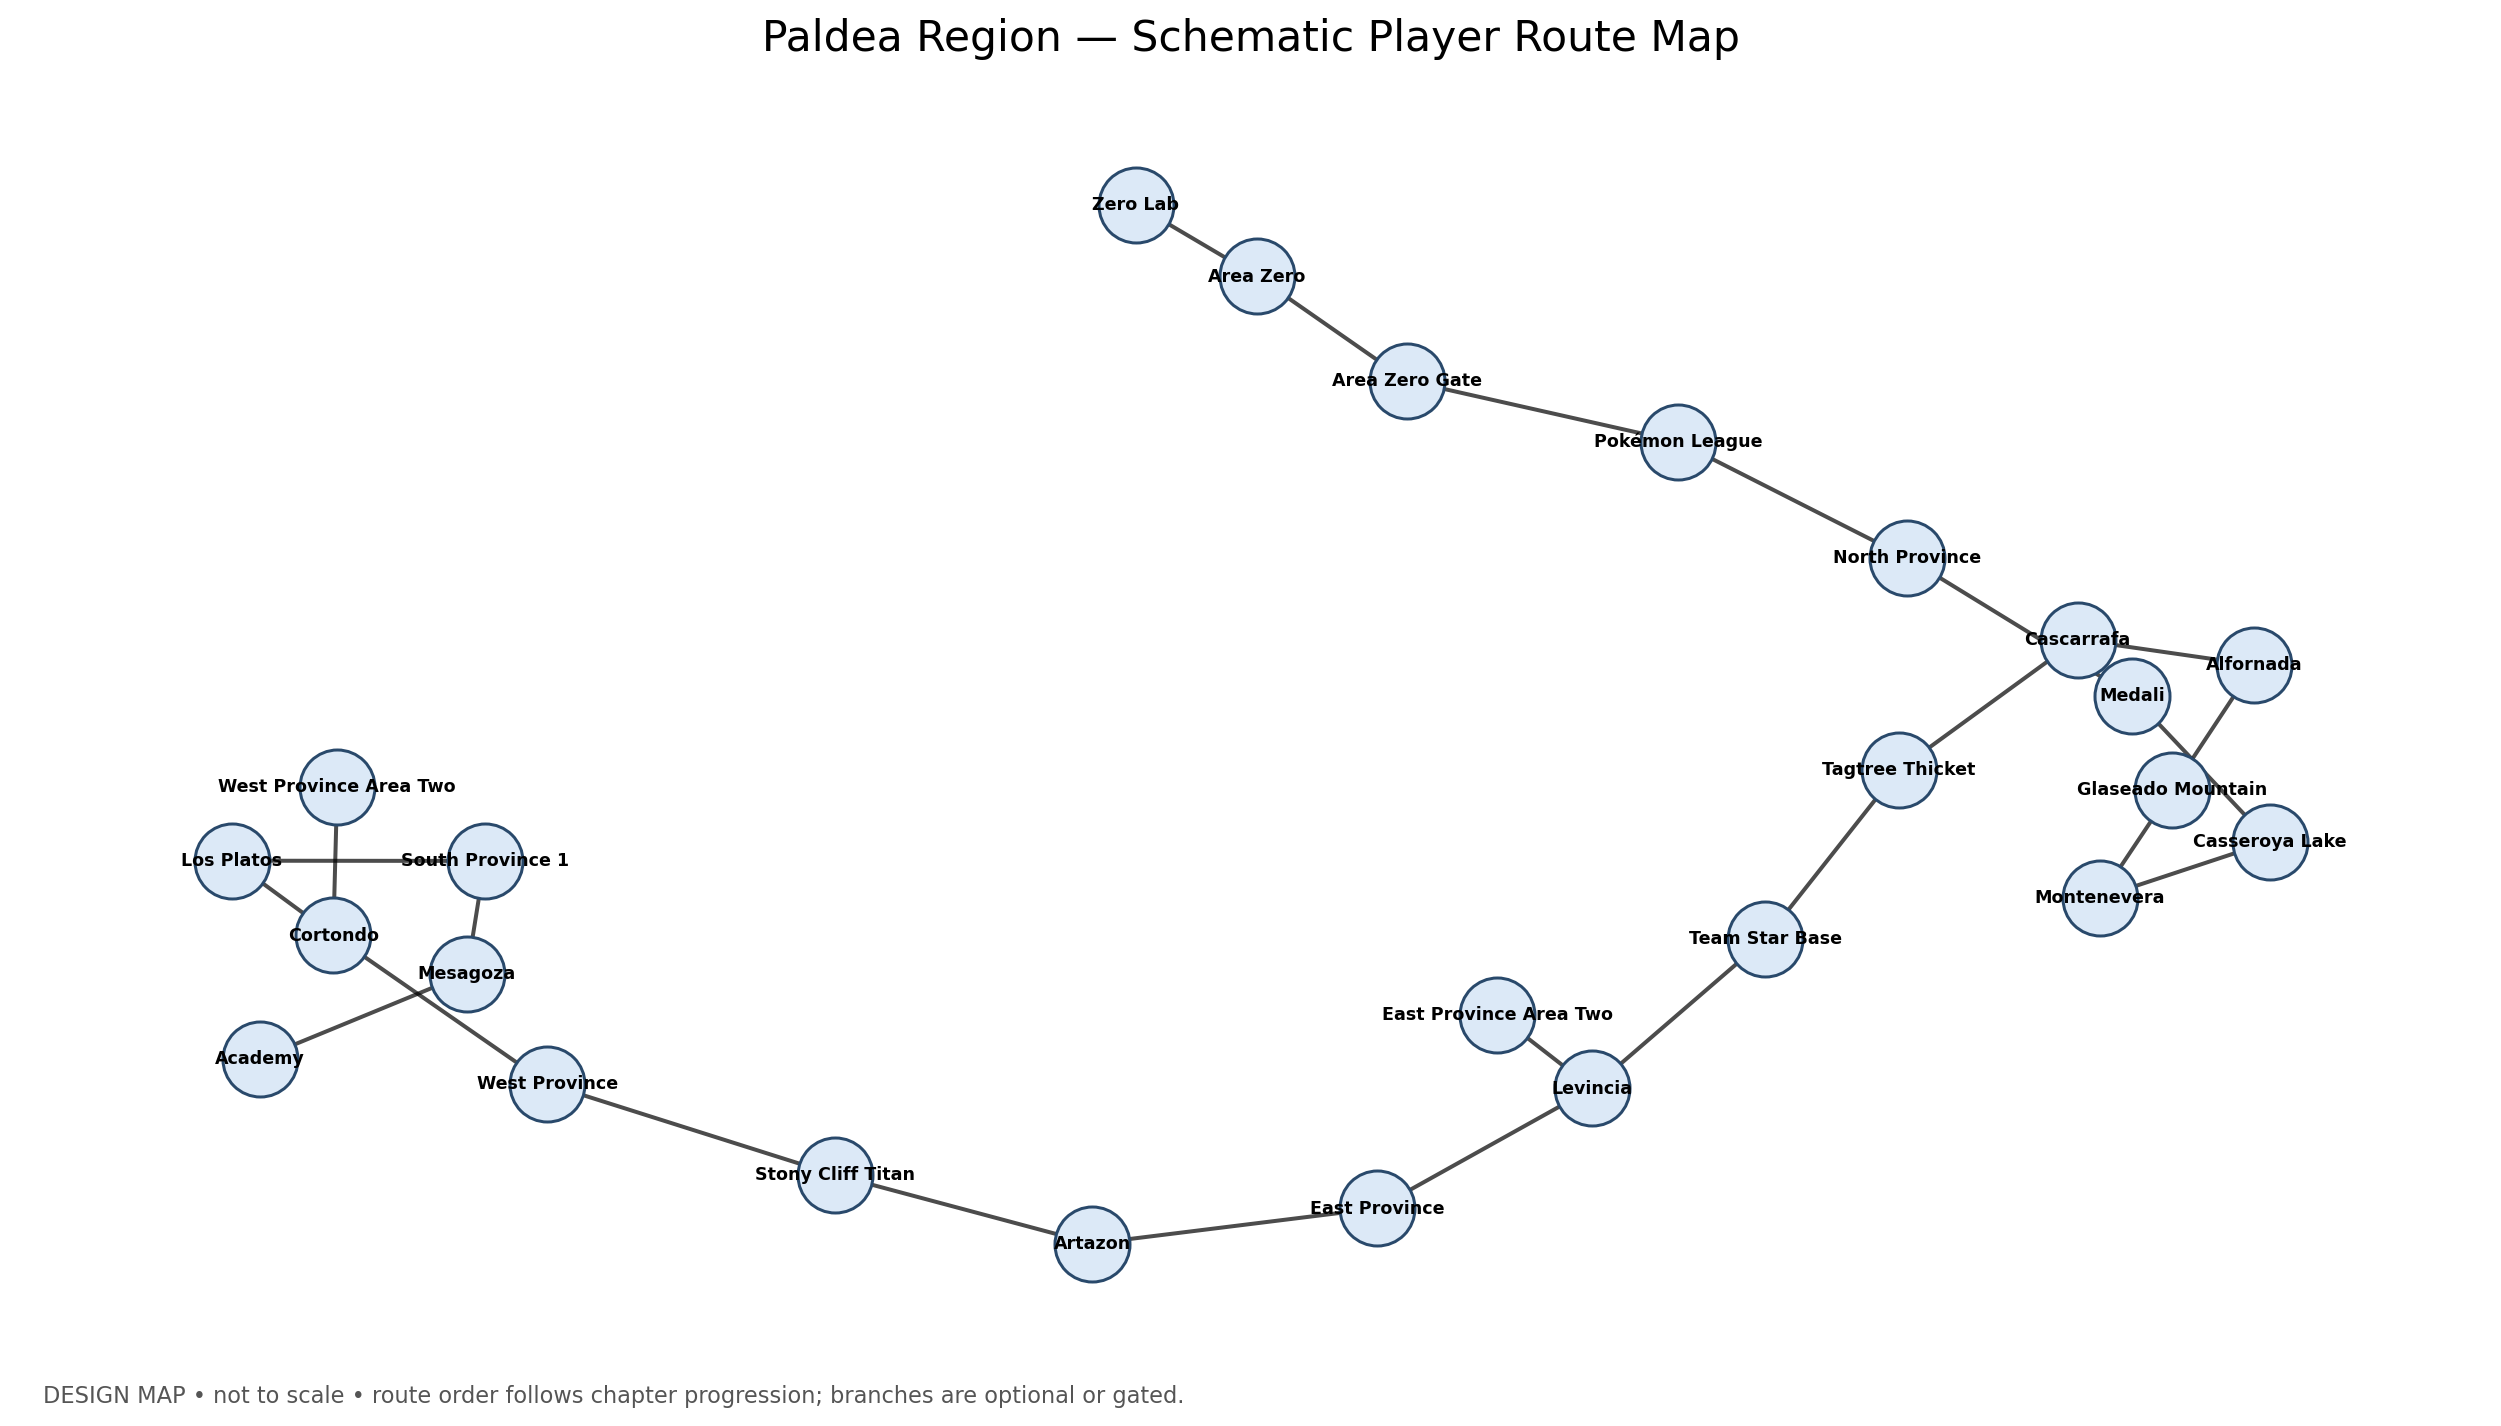 Paldea Region — Schematic Player Route Map
Zero Lab
Area Zero
Area Zero Gate
Pokémon League
North Province
Cascarrafa
Alfornada
Medali
Tagtree Thicket
West Province Area Two
Glaseado Mountain
Casseroya Lake
Los Platos
South Province 1
Montenevera
Cortondo
Team Star Base
Mesagoza
East Province Area Two
Academy
West Province
Levincia
Stony Cliff Titan
East Province
Artazon
DESIGN MAP • not to scale • route order follows chapter progression; branches are optional or gated.